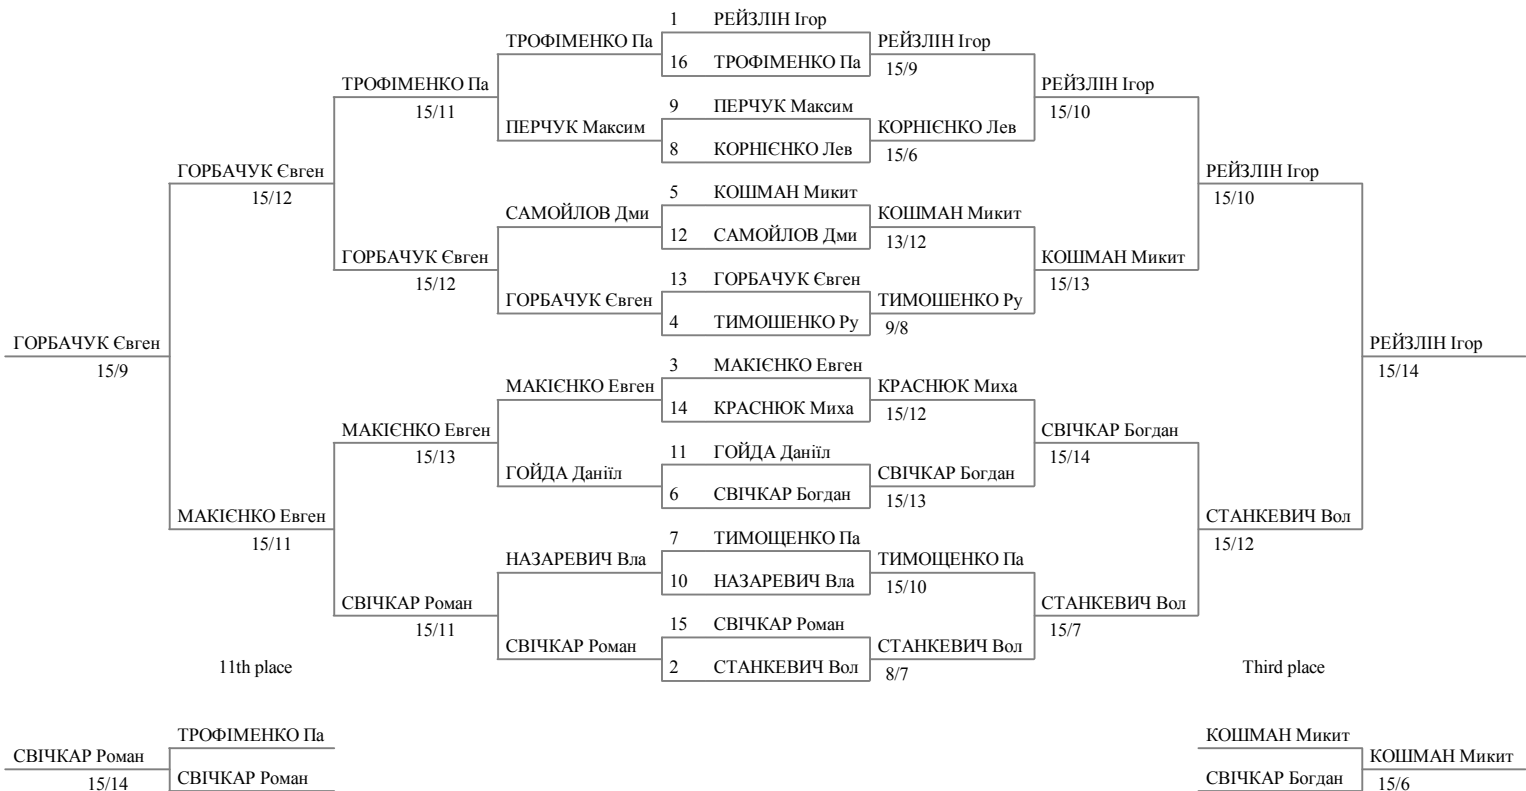 1 РЕЙЗЛІН Ігор
ТРОФІМЕНКО Па РЕЙЗЛІН Ігор
16 ТРОФІМЕНКО Па 15/9
ТРОФІМЕНКО Па РЕЙЗЛІН Ігор
15/11 9 ПЕРЧУК Максим 15/10
ПЕРЧУК Максим КОРНІЄНКО Лев
8 КОРНІЄНКО Лев 15/6
ГОРБАЧУК Євген РЕЙЗЛІН Ігор
15/12 5 КОШМАН Микит 15/10
САМОЙЛОВ Дми КОШМАН Микит
12 САМОЙЛОВ Дми 13/12
ГОРБАЧУК Євген КОШМАН Микит
15/12 13 ГОРБАЧУК Євген 15/13
ГОРБАЧУК Євген ТИМОШЕНКО Ру
4 ТИМОШЕНКО Ру 9/8
ГОРБАЧУК Євген РЕЙЗЛІН Ігор
15/9 3 МАКІЄНКО Евген 15/14
МАКІЄНКО Евген КРАСНЮК Миха
14 КРАСНЮК Миха 15/12
МАКІЄНКО Евген СВІЧКАР Богдан
15/13 11 ГОЙДА Даніїл 15/14
ГОЙДА Даніїл СВІЧКАР Богдан
6 СВІЧКАР Богдан 15/13
МАКІЄНКО Евген СТАНКЕВИЧ Вол
15/11 7 ТИМОЩЕНКО Па 15/12
НАЗАРЕВИЧ Вла ТИМОЩЕНКО Па
10 НАЗАРЕВИЧ Вла 15/10
СВІЧКАР Роман СТАНКЕВИЧ Вол
15/11 15 СВІЧКАР Роман 15/7
СВІЧКАР Роман СТАНКЕВИЧ Вол
11th place 2 СТАНКЕВИЧ Вол 8/7 Third place
ТРОФІМЕНКО Па КОШМАН Микит
СВІЧКАР Роман КОШМАН Микит
15/14 СВІЧКАР Роман СВІЧКАР Богдан 15/6